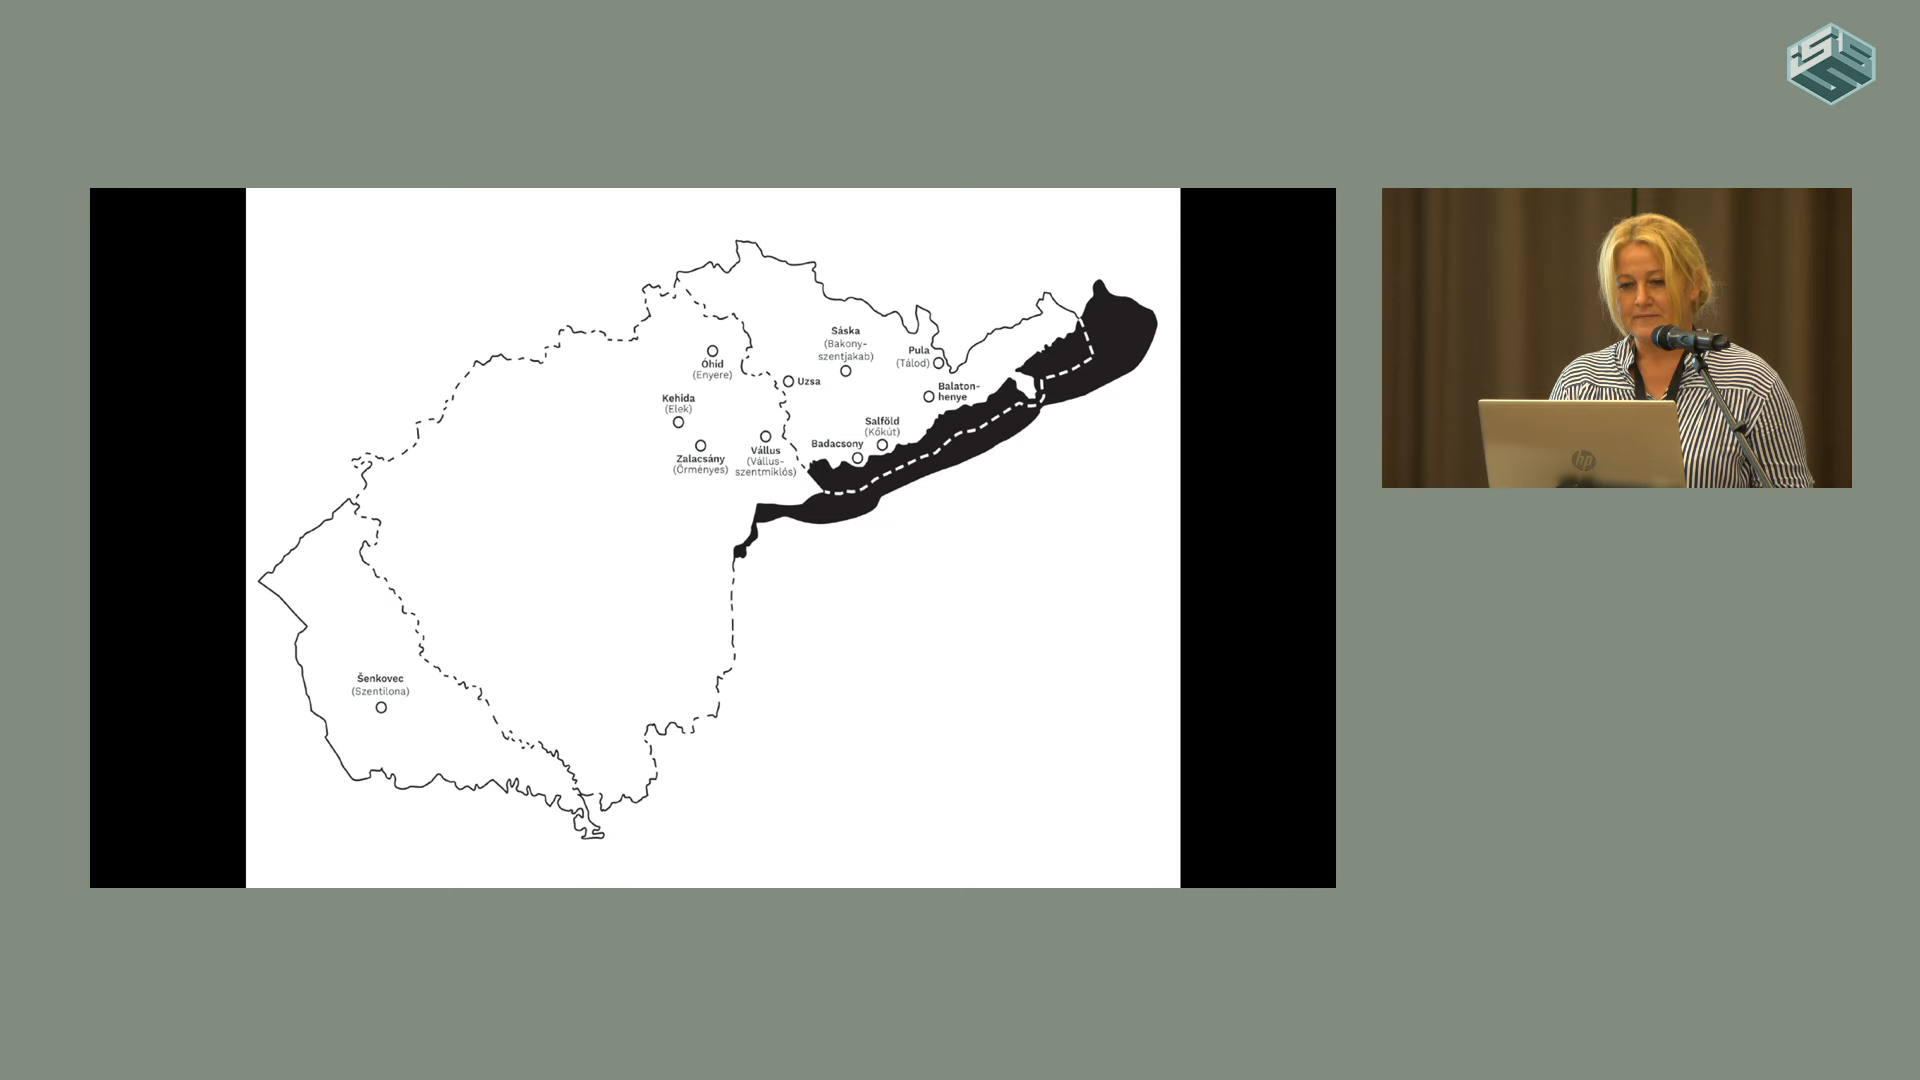 Sáska
(Bakony-
szentjakab)
Pula
(Tálod)
Óhíd
(Enyere)
Uzsa
Balaton-
henye
Kehida
(Elek)
Salföld
(Kőkút)
Badacsony
Zalacsány
(Örményes)
Vállus
(Vállus-
szentmiklós)
Šenkovec
(Szentilona)
hp